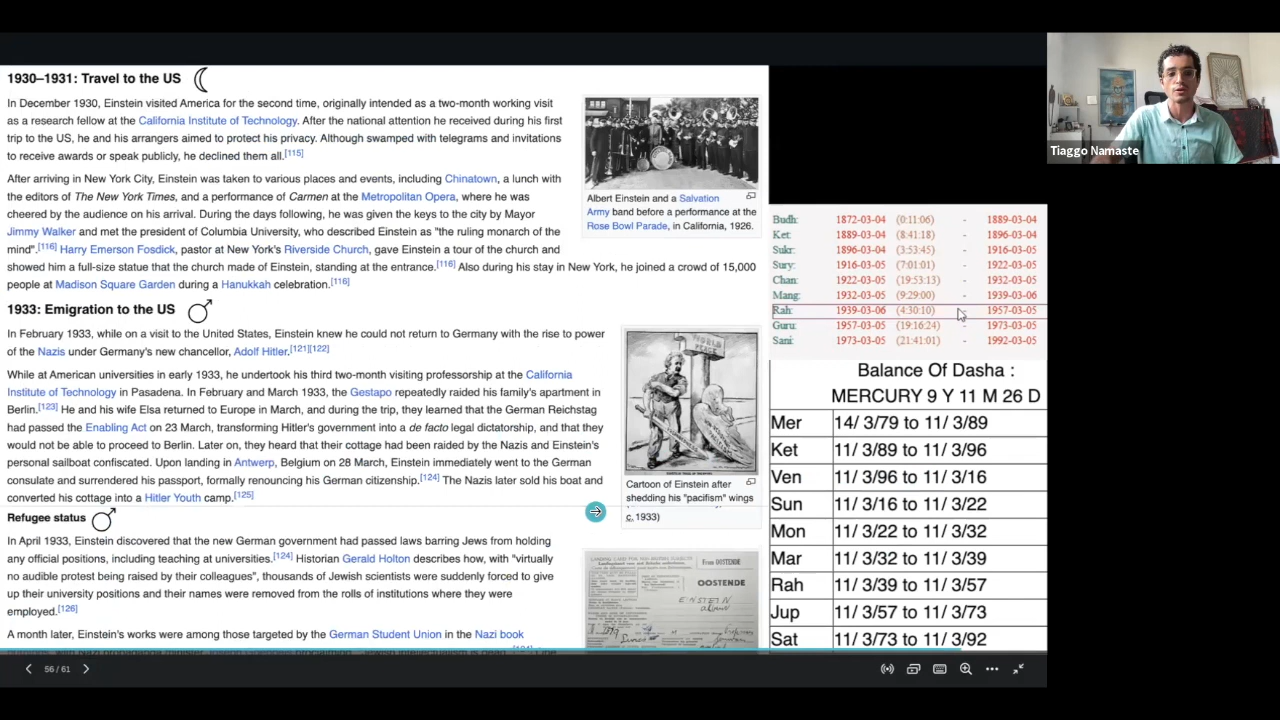 1930–1931: Travel to the US
In December 1930, Einstein visited America for the second time, originally intended as a two-month working visit
as a research fellow at the California Institute of Technology. After the national attention he received during his first
trip to the US, he and his arrangers aimed to protect his privacy. Although swamped with telegrams and invitations
to receive awards or speak publicly, he declined them all.[115]
After arriving in New York City, Einstein was taken to various places and events, including Chinatown, a lunch with
the editors of The New York Times, and a performance of Carmen at the Metropolitan Opera, where he was
cheered by the audience on his arrival. During the days following, he was given the keys to the city by Mayor
Jimmy Walker and met the president of Columbia University, who described Einstein as "the ruling monarch of the
mind".[116] Harry Emerson Fosdick, pastor at New York's Riverside Church, gave Einstein a tour of the church and
showed him a full-size statue that the church made of Einstein, standing at the entrance.[116] Also during his stay in New York, he joined a crowd of 15,000
people at Madison Square Garden during a Hanukkah celebration.[116]
Albert Einstein and a Salvation
Army band before a performance at the
Rose Bowl Parade, in California, 1926.
1933: Emigration to the US
In February 1933, while on a visit to the United States, Einstein knew he could not return to Germany with the rise to power
of the Nazis under Germany's new chancellor, Adolf Hitler.[121][122]
While at American universities in early 1933, he undertook his third two-month visiting professorship at the California
Institute of Technology in Pasadena. In February and March 1933, the Gestapo repeatedly raided his family's apartment in
Berlin.[123] He and his wife Elsa returned to Europe in March, and during the trip, they learned that the German Reichstag
had passed the Enabling Act on 23 March, transforming Hitler's government into a de facto legal dictatorship, and that they
would not be able to proceed to Berlin. Later on, they heard that their cottage had been raided by the Nazis and Einstein's
personal sailboat confiscated. Upon landing in Antwerp, Belgium on 28 March, Einstein immediately went to the German
consulate and surrendered his passport, formally renouncing his German citizenship.[124] The Nazis later sold his boat and
converted his cottage into a Hitler Youth camp.[125]
WORLD
PEACE
Cartoon of Einstein after
shedding his "pacifism" wings
c. 1933)
Refugee status
In April 1933, Einstein discovered that the new German government had passed laws barring Jews from holding
any official positions, including teaching at universities.[124] Historian Gerald Holton describes how, with "virtually
no audible protest being raised by their colleagues", thousands of Jewish scientists were suddenly forced to give
up their university positions and their names were removed from the rolls of institutions where they were
employed.[126]
A month later, Einstein's works were among those targeted by the German Student Union in the Nazi book
From OOSTENDE
OOSTENDE
EINSTEIN
Tiaggo Namaste
Budh: 1872-03-04 (0:11:06) - 1889-03-04
Ket: 1889-03-04 (8:41:18) - 1896-03-04
Sukr: 1896-03-04 (3:53:45) - 1916-03-05
Sury: 1916-03-05 (7:01:01) - 1922-03-05
Chan: 1922-03-05 (19:53:13) - 1932-03-05
Mang: 1932-03-05 (9:29:00) - 1939-03-06
Rah: 1939-03-06 (4:30:10) - 1957-03-05
Guru: 1957-03-05 (19:16:24) - 1973-03-05
Sani: 1973-03-05 (21:41:01) - 1992-03-05
Balance Of Dasha :
MERCURY 9 Y 11 M 26 D
Mer 14/ 3/79 to 11/ 3/89
Ket 11/ 3/89 to 11/ 3/96
Ven 11/ 3/96 to 11/ 3/16
Sun 11/ 3/16 to 11/ 3/22
Mon 11/ 3/22 to 11/ 3/32
Mar 11/ 3/32 to 11/ 3/39
Rah 11/ 3/39 to 11/ 3/57
Jup 11/ 3/57 to 11/ 3/73
Sat 11/ 3/73 to 11/ 3/92
56 / 61